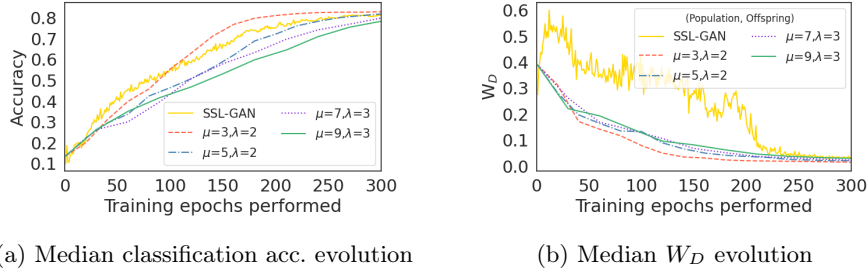 Accuracy
0.8
0.7
0.6
0.5
0.4
0.3
0.2
0.1
SSL-GAN
μ=3,λ=2
μ=5,λ=2
μ=7,λ=3
μ=9,λ=3
0 50 100 150 200 250 300
Training epochs performed
(a) Median classification acc. evolution
W_D
0.6
0.5
0.4
0.3
0.2
0.1
0.0
(Population, Offspring)
SSL-GAN
μ=3,λ=2
μ=5,λ=2
μ=7,λ=3
μ=9,λ=3
0 50 100 150 200 250 300
Training epochs performed
(b) Median W_D evolution